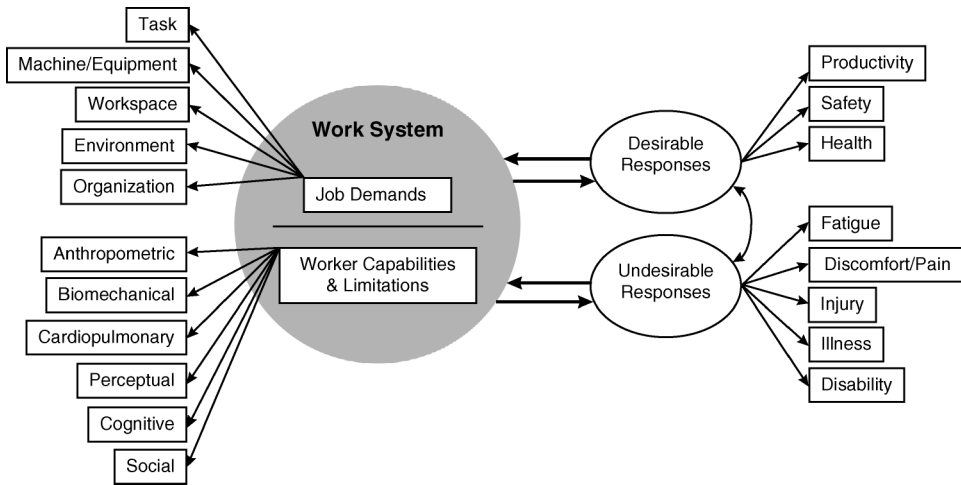 Task
Machine/Equipment
Workspace
Environment
Organization
Anthropometric
Biomechanical
Cardiopulmonary
Perceptual
Cognitive
Social
Work System
Job Demands
Worker Capabilities
& Limitations
Desirable
Responses
Undesirable
Responses
Productivity
Safety
Health
Fatigue
Discomfort/Pain
Injury
Illness
Disability